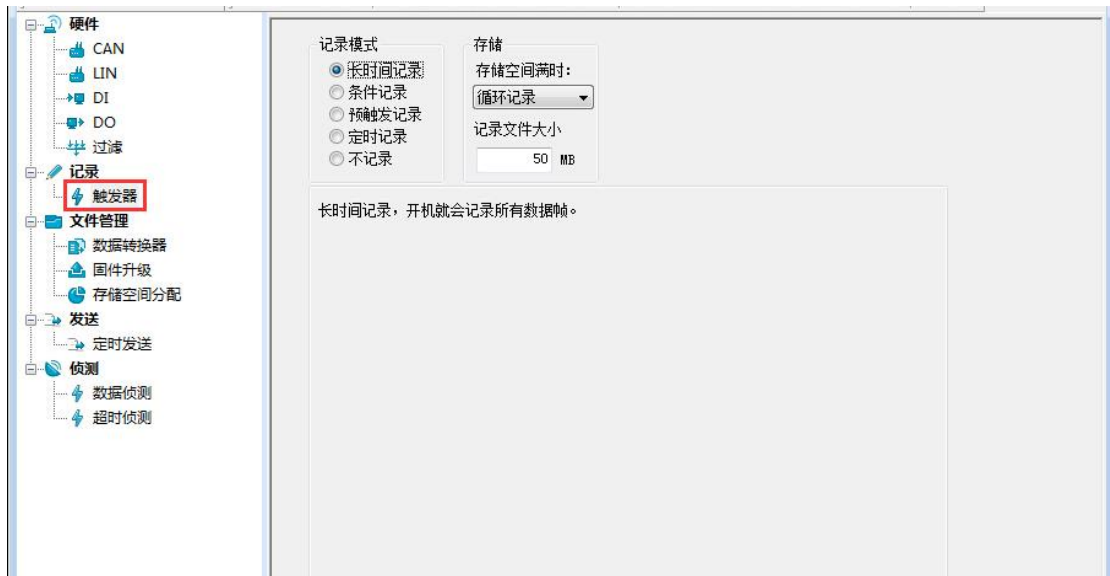 硬件
CAN
LIN
DI
DO
过滤
记录
触发器
文件管理
数据转换器
固件升级
存储空间分配
发送
定时发送
侦测
数据侦测
超时侦测
记录模式
长时间记录
条件记录
预触发记录
定时记录
不记录
存储
存储空间满时:
循环记录
记录文件大小
50 MB
长时间记录,开机就会记录所有数据帧。